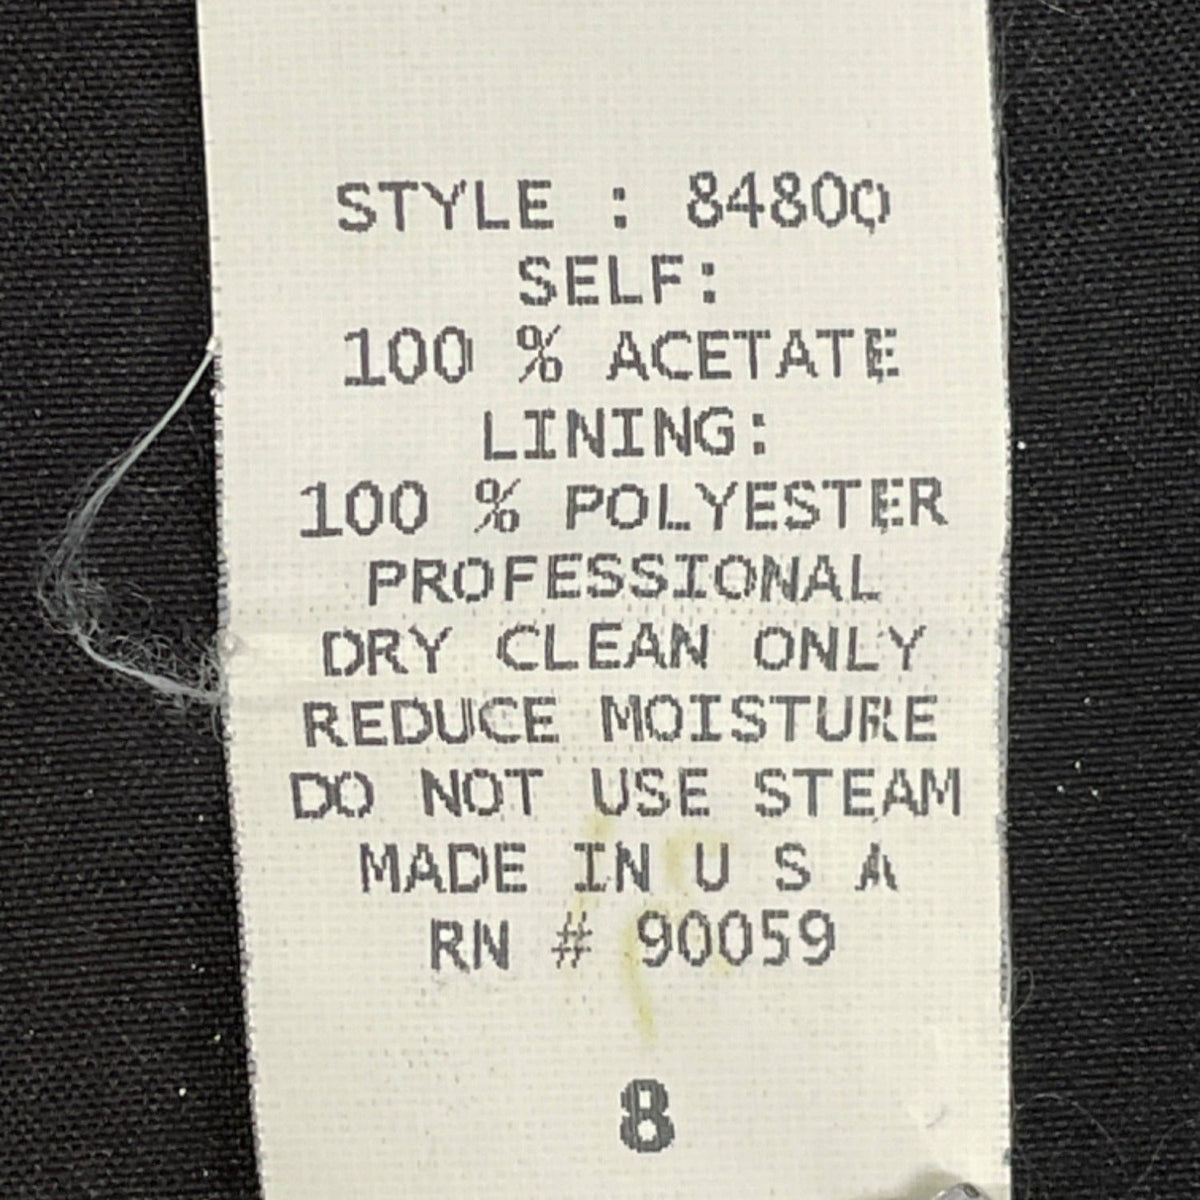 STYLE : 84800
SELF:
100 % ACETATE
LINING:
100 % POLYESTER
PROFESSIONAL
DRY CLEAN ONLY
REDUCE MOISTURE
DO NOT USE STEAM
MADE IN U S A
RN # 90059
8